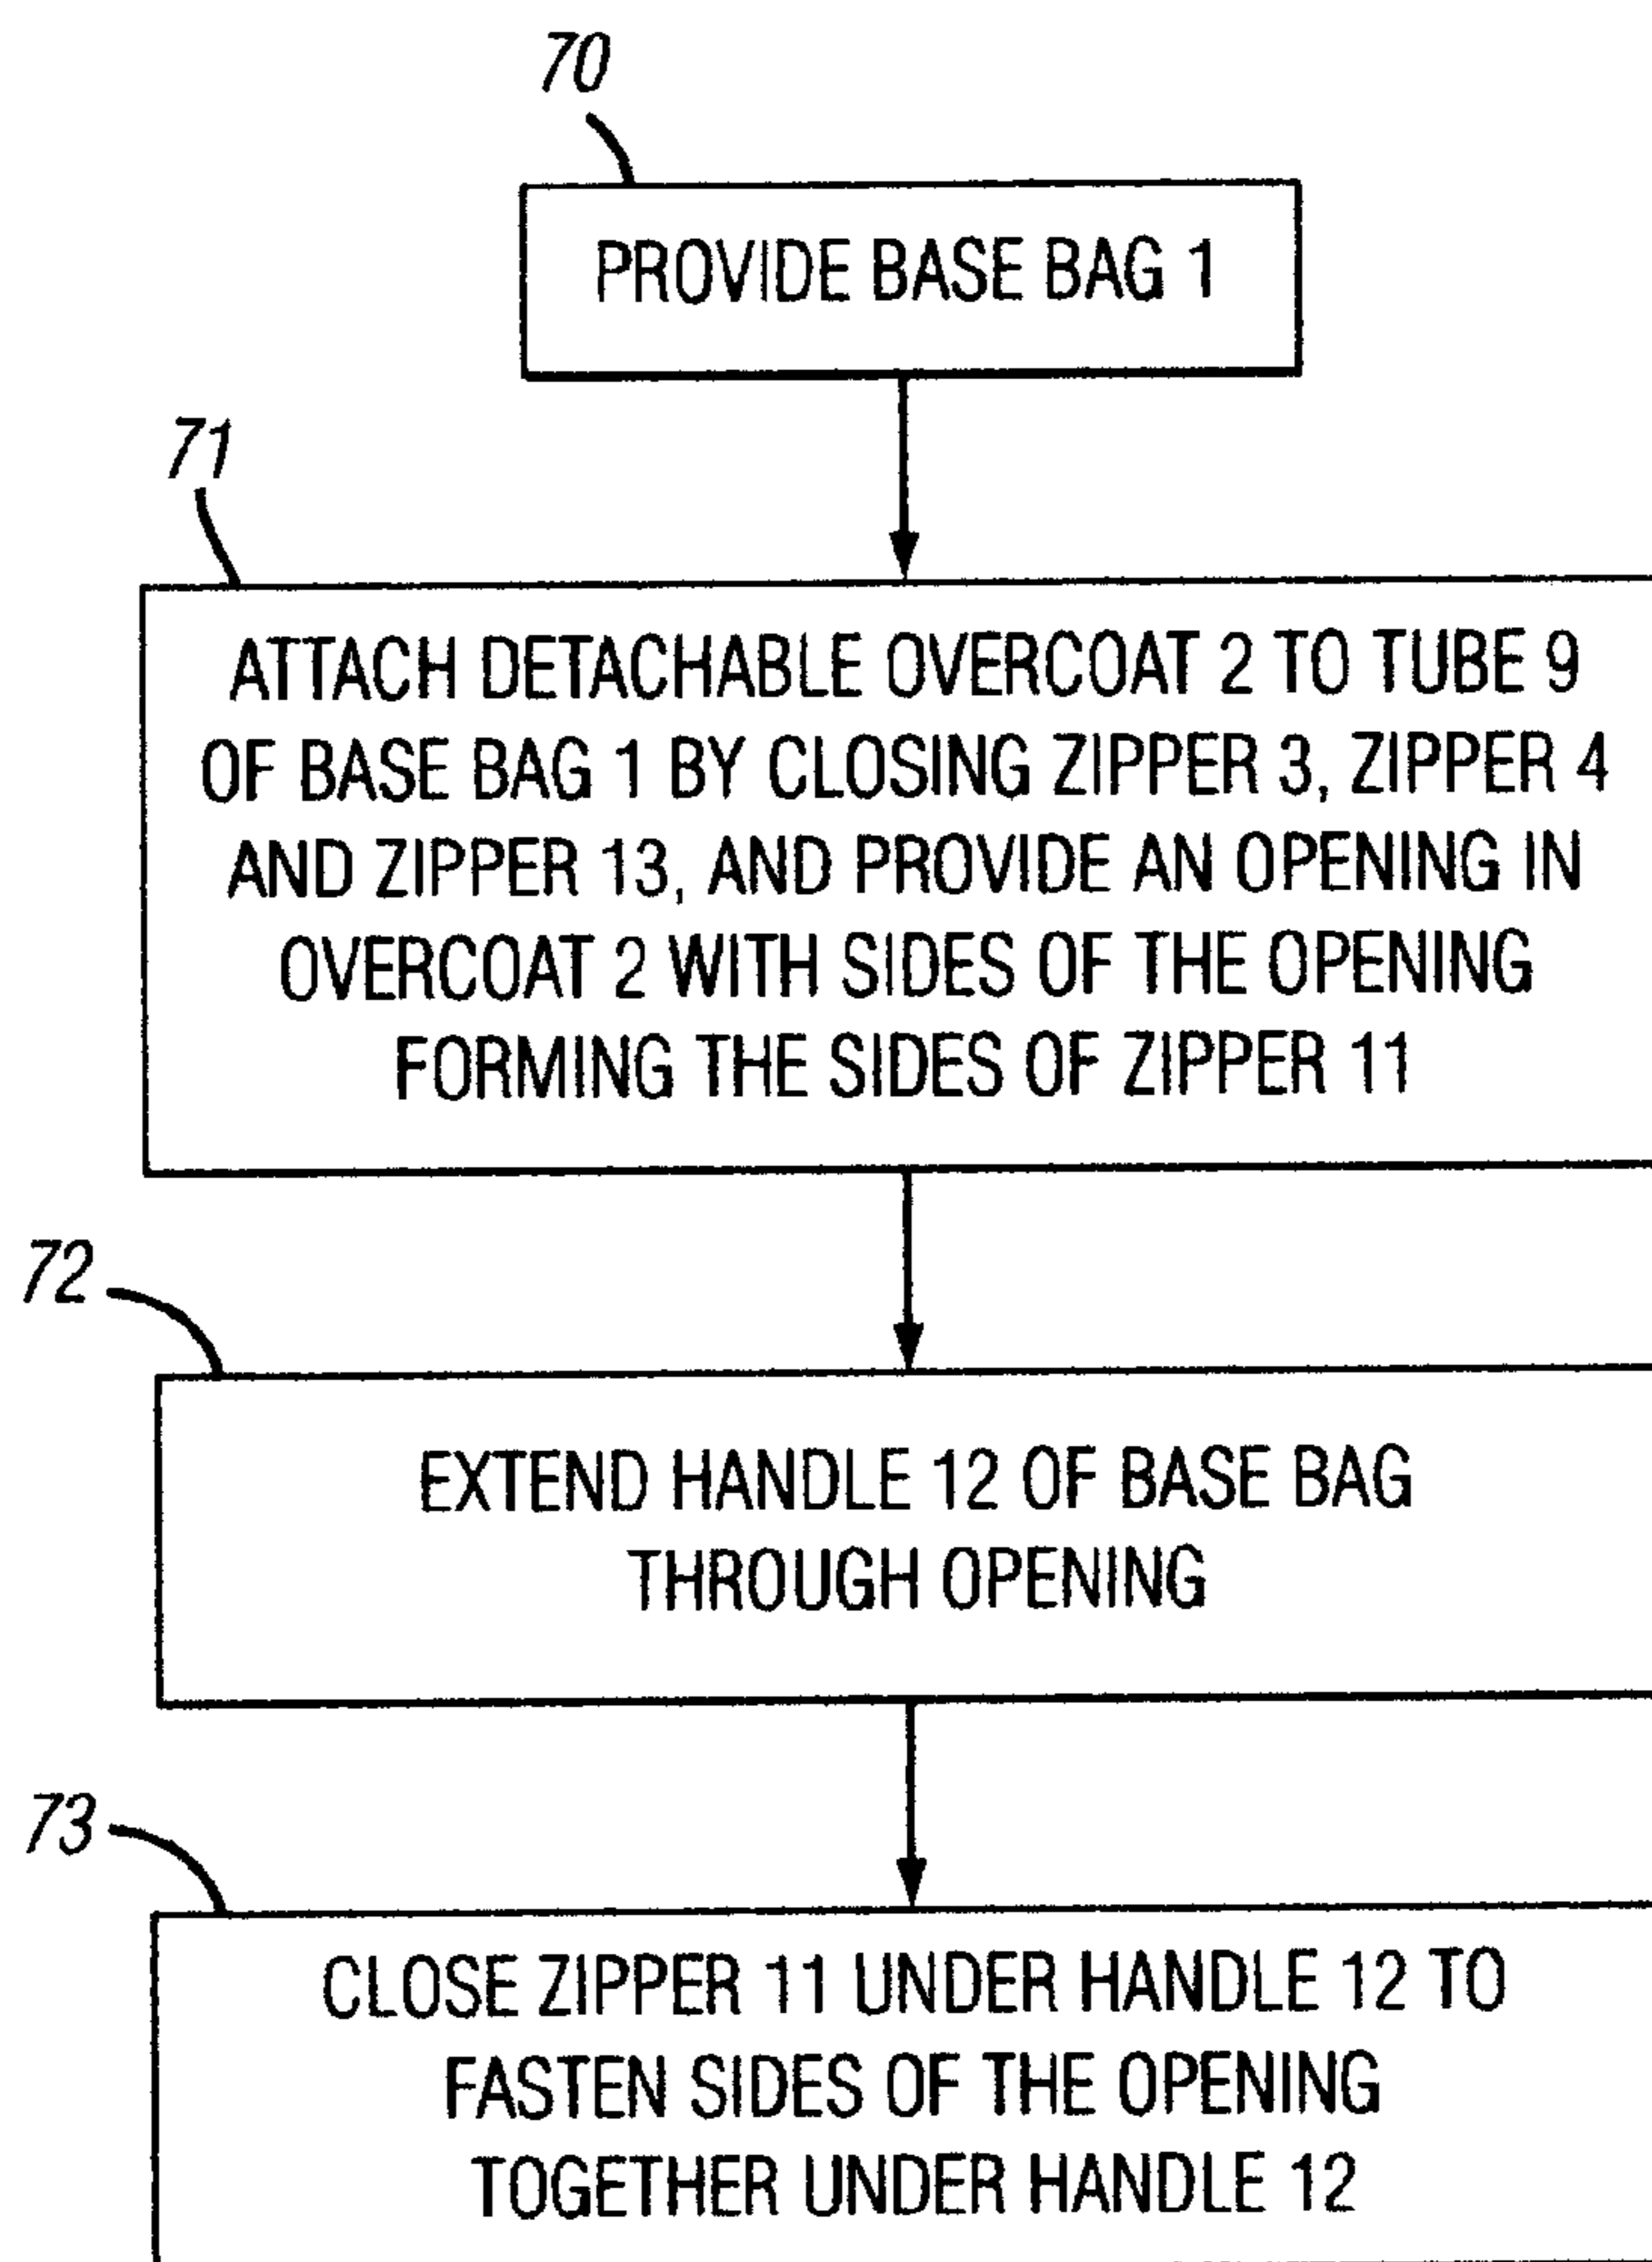 70
PROVIDE BASE BAG 1
71
ATTACH DETACHABLE OVERCOAT 2 TO TUBE 9
OF BASE BAG 1 BY CLOSING ZIPPER 3, ZIPPER 4
AND ZIPPER 13, AND PROVIDE AN OPENING IN
OVERCOAT 2 WITH SIDES OF THE OPENING
FORMING THE SIDES OF ZIPPER 11
72
EXTEND HANDLE 12 OF BASE BAG
THROUGH OPENING
73
CLOSE ZIPPER 11 UNDER HANDLE 12 TO
FASTEN SIDES OF THE OPENING
TOGETHER UNDER HANDLE 12